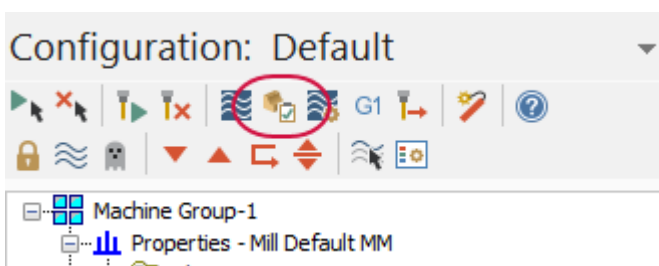 Configuration: Default
G1
Machine Group-1
Properties - Mill Default MM